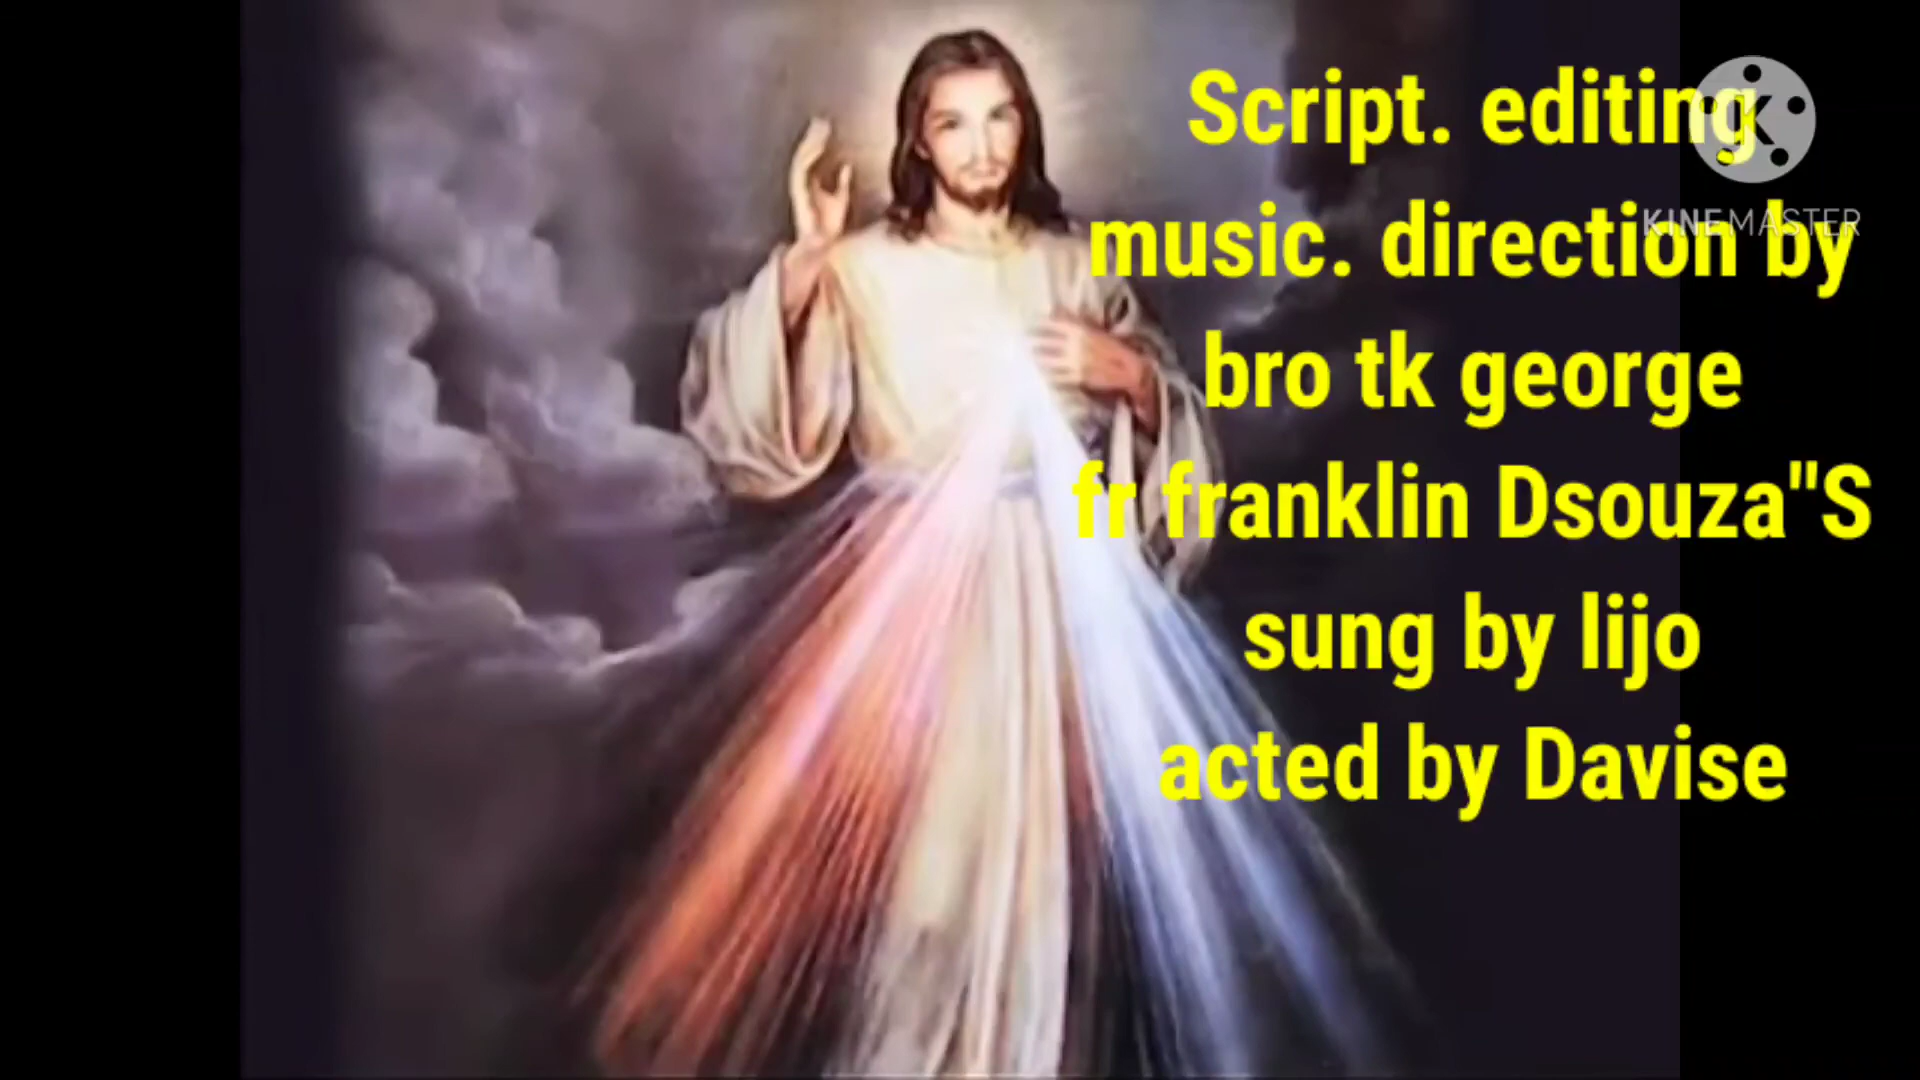 Script. editing
music. direction by
bro tk george
fr franklin Dsouza"S
sung by lijo
acted by Davise
K
KINEMASTER